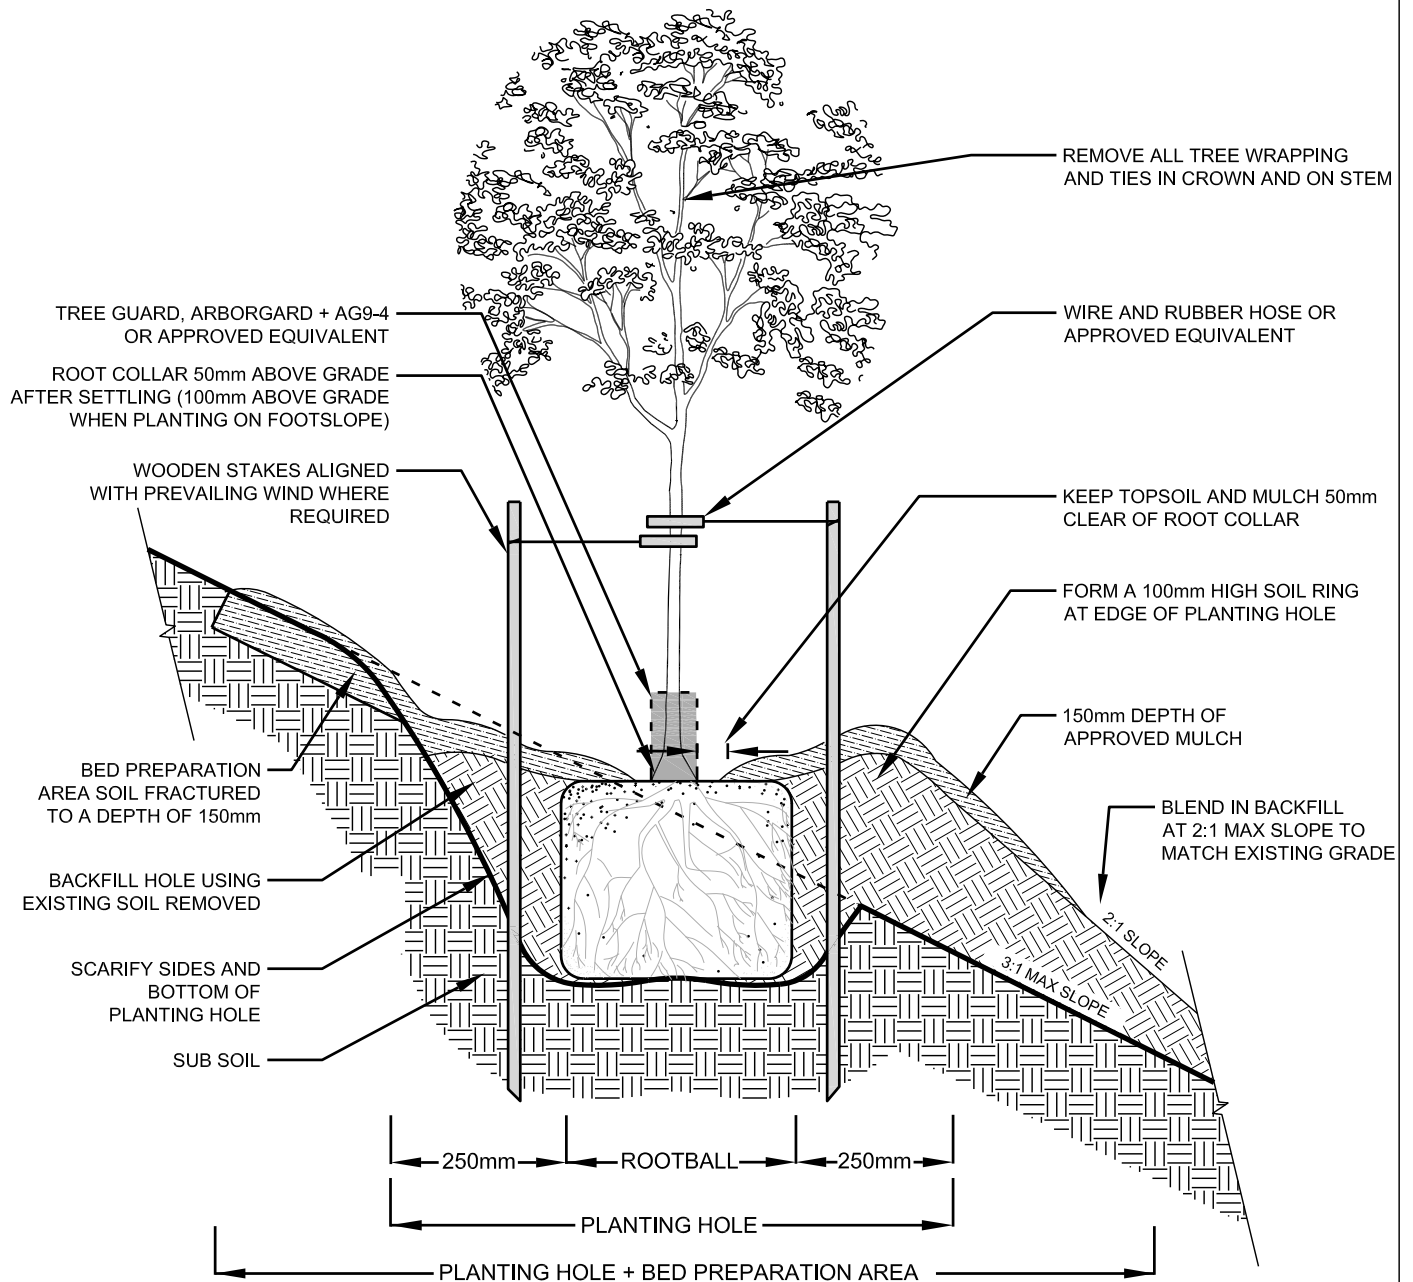 REMOVE ALL TREE WRAPPING
AND TIES IN CROWN AND ON STEM
TREE GUARD, ARBORGARD + AG9-4
OR APPROVED EQUIVALENT
WIRE AND RUBBER HOSE OR
APPROVED EQUIVALENT
ROOT COLLAR 50mm ABOVE GRADE
AFTER SETTLING (100mm ABOVE GRADE
WHEN PLANTING ON FOOTSLOPE)
WOODEN STAKES ALIGNED
WITH PREVAILING WIND WHERE
REQUIRED
KEEP TOPSOIL AND MULCH 50mm
CLEAR OF ROOT COLLAR
FORM A 100mm HIGH SOIL RING
AT EDGE OF PLANTING HOLE
150mm DEPTH OF
APPROVED MULCH
BED PREPARATION
AREA SOIL FRACTURED
TO A DEPTH OF 150mm
BLEND IN BACKFILL
AT 2:1 MAX SLOPE TO
MATCH EXISTING GRADE
BACKFILL HOLE USING
EXISTING SOIL REMOVED
2:1 SLOPE
3:1 MAX SLOPE
SCARIFY SIDES AND
BOTTOM OF
PLANTING HOLE
SUB SOIL
250mm ROOTBALL 250mm
PLANTING HOLE
PLANTING HOLE + BED PREPARATION AREA